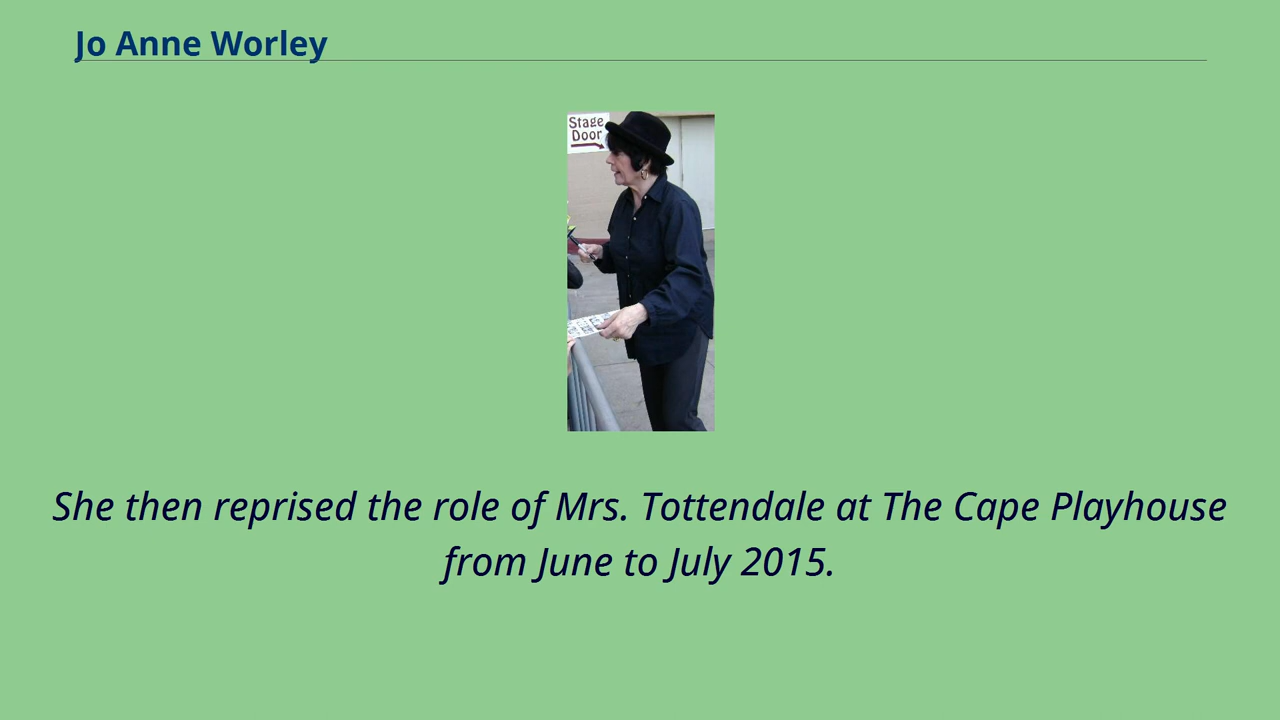 Jo Anne Worley
Stage
Door
She then reprised the role of Mrs. Tottendale at The Cape Playhouse
from June to July 2015.